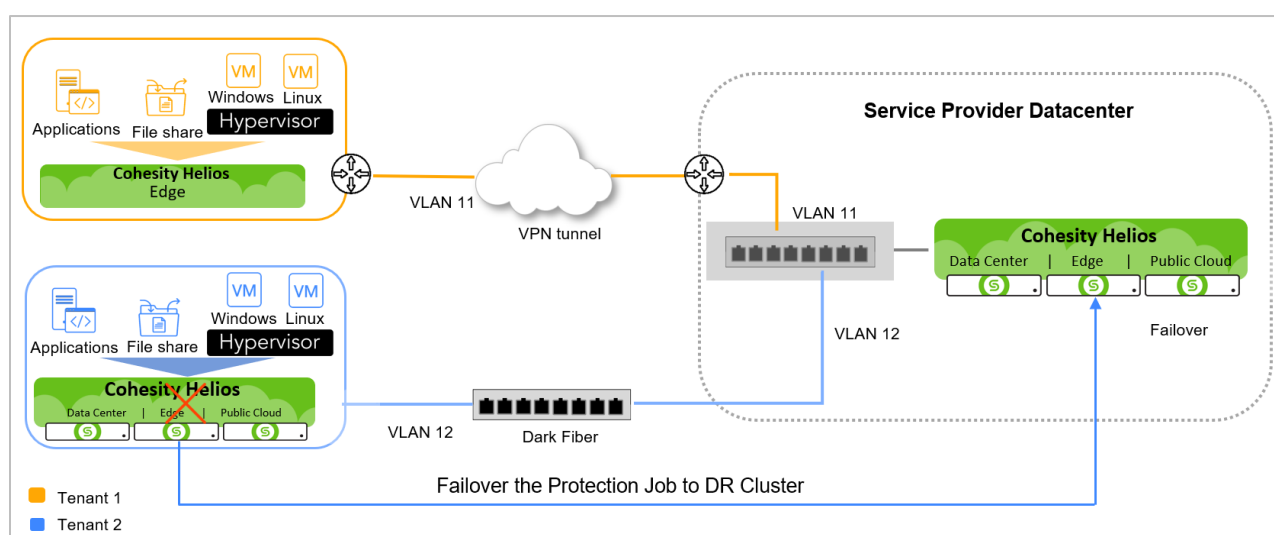 VM
VM
Windows
Linux
Applications
File share
Hypervisor
Cohesity Helios
Edge
VLAN 11
VPN tunnel
Service Provider Datacenter
VLAN 11
Cohesity Helios
Data Center | Edge | Public Cloud
Failover
VLAN 12
VM
VM
Windows
Linux
Applications
File share
Hypervisor
Cohesity Helios
Data Center | Edge | Public Cloud
VLAN 12
Dark Fiber
Failover the Protection Job to DR Cluster
Tenant 1
Tenant 2